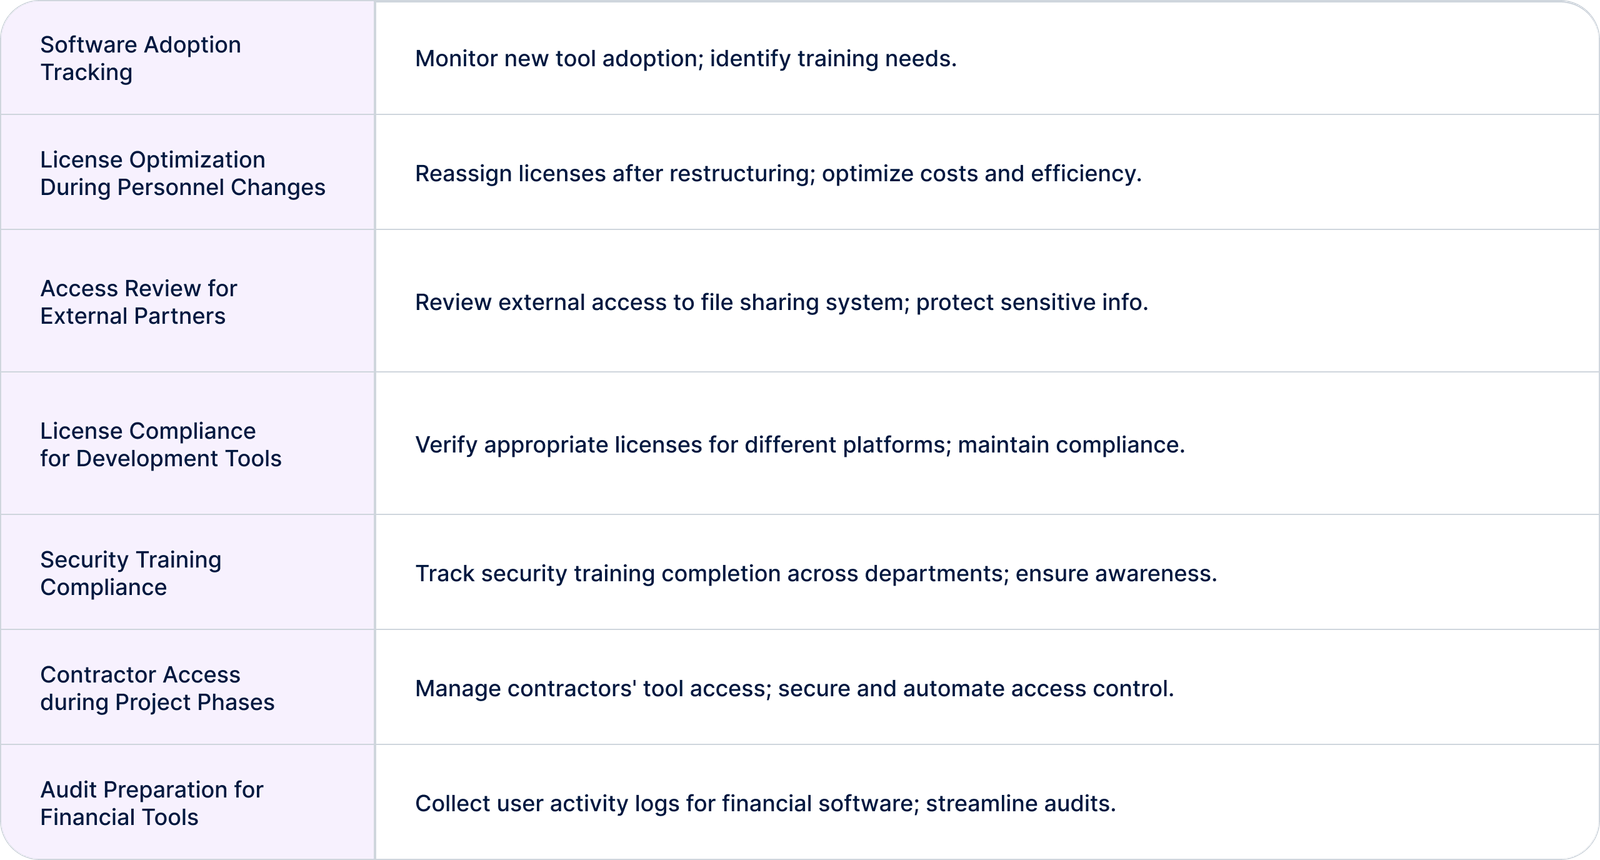 Software Adoption
Tracking
Monitor new tool adoption; identify training needs.
License Optimization
During Personnel Changes
Reassign licenses after restructuring; optimize costs and efficiency.
Access Review for
External Partners
Review external access to file sharing system; protect sensitive info.
License Compliance
for Development Tools
Verify appropriate licenses for different platforms; maintain compliance.
Security Training
Compliance
Track security training completion across departments; ensure awareness.
Contractor Access
during Project Phases
Manage contractors' tool access; secure and automate access control.
Audit Preparation for
Financial Tools
Collect user activity logs for financial software; streamline audits.